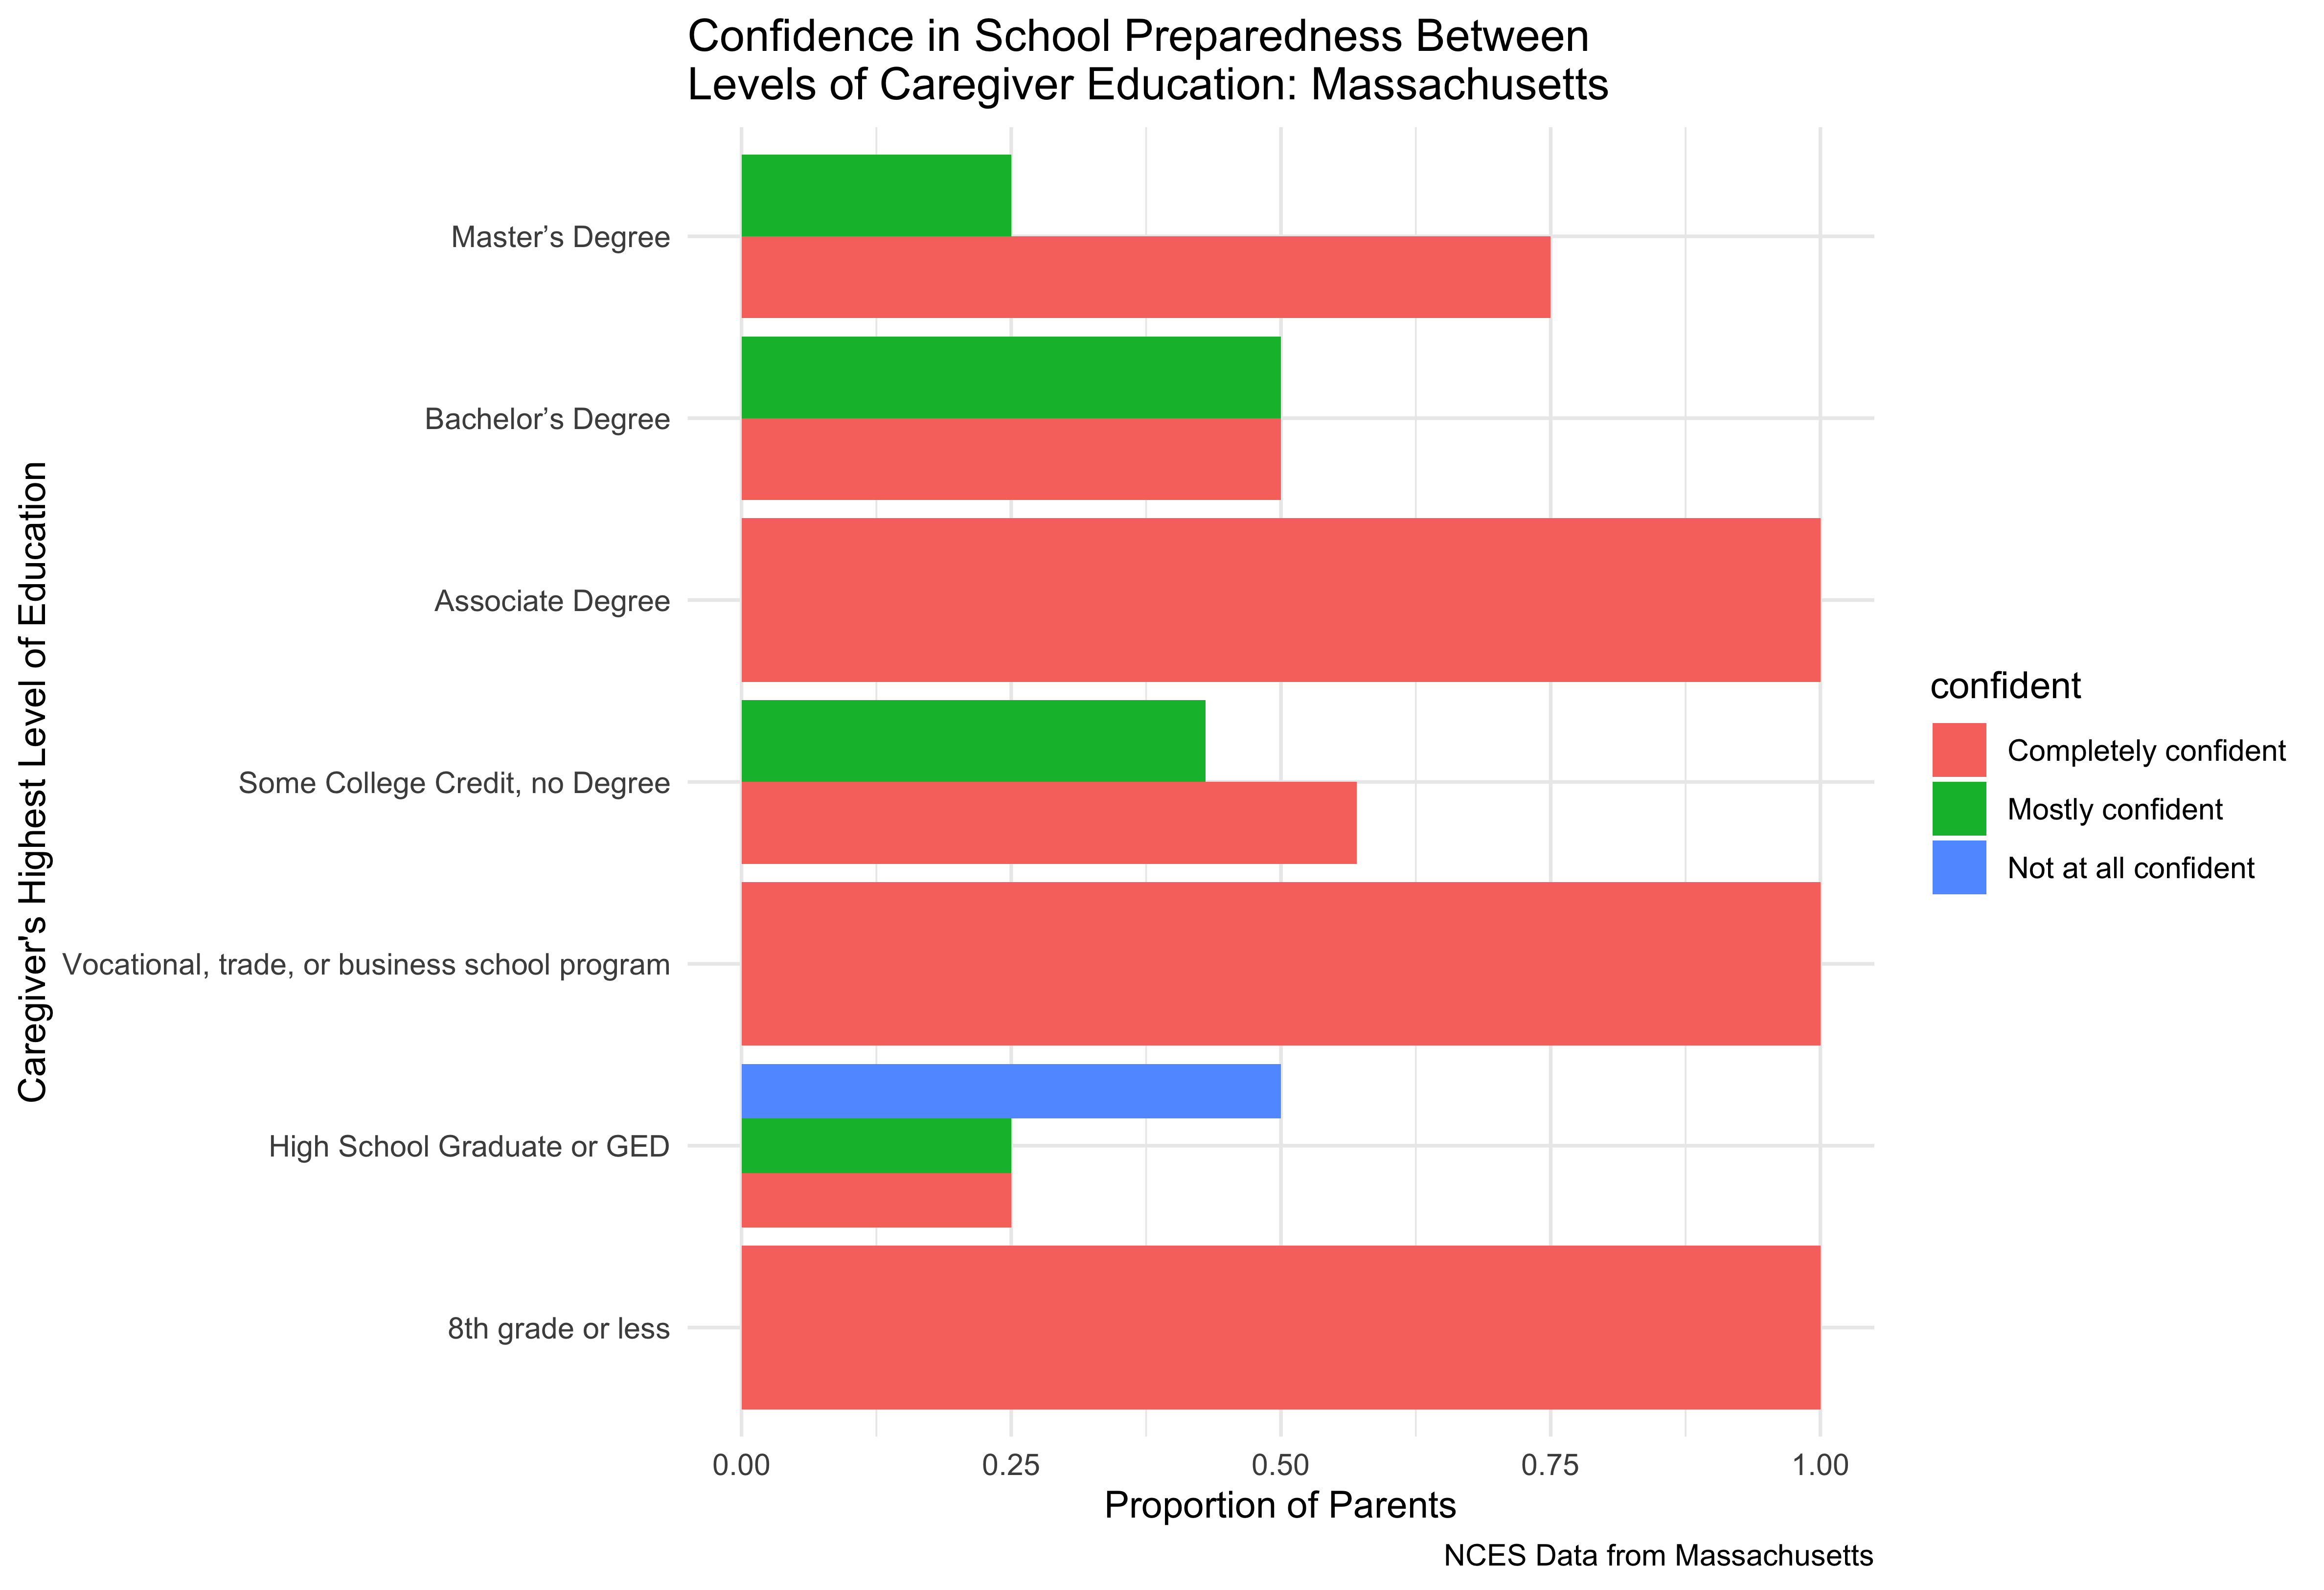 Confidence in School Preparedness Between
Levels of Caregiver Education: Massachusetts
Caregiver's Highest Level of Education
Master’s Degree
Bachelor’s Degree
Associate Degree
Some College Credit, no Degree
Vocational, trade, or business school program
High School Graduate or GED
8th grade or less
0.00 0.25 0.50 0.75 1.00
Proportion of Parents
NCES Data from Massachusetts
confident
Completely confident
Mostly confident
Not at all confident